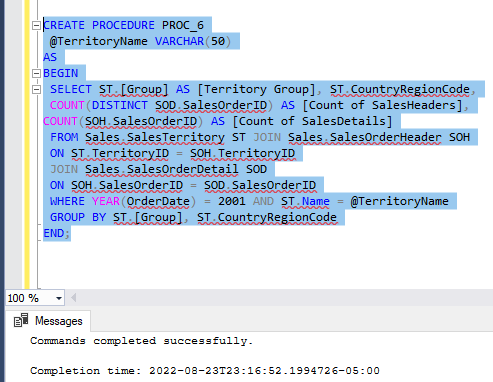 CREATE PROCEDURE PROC_6
@TerritoryName VARCHAR(50)
AS
BEGIN
SELECT ST.[Group] AS [Territory Group], ST.CountryRegionCode,
COUNT(DISTINCT SOD.SalesOrderID) AS [Count of SalesHeaders],
COUNT(SOH.SalesOrderID) AS [Count of SalesDetails]
FROM Sales.SalesTerritory ST JOIN Sales.SalesOrderHeader SOH
ON ST.TerritoryID = SOH.TerritoryID
JOIN Sales.SalesOrderDetail SOD
ON SOH.SalesOrderID = SOD.SalesOrderID
WHERE YEAR(OrderDate) = 2001 AND ST.Name = @TerritoryName
GROUP BY ST.[Group], ST.CountryRegionCode
END;
100 %
Messages
Commands completed successfully.
Completion time: 2022-08-23T23:16:52.1994726-05:00